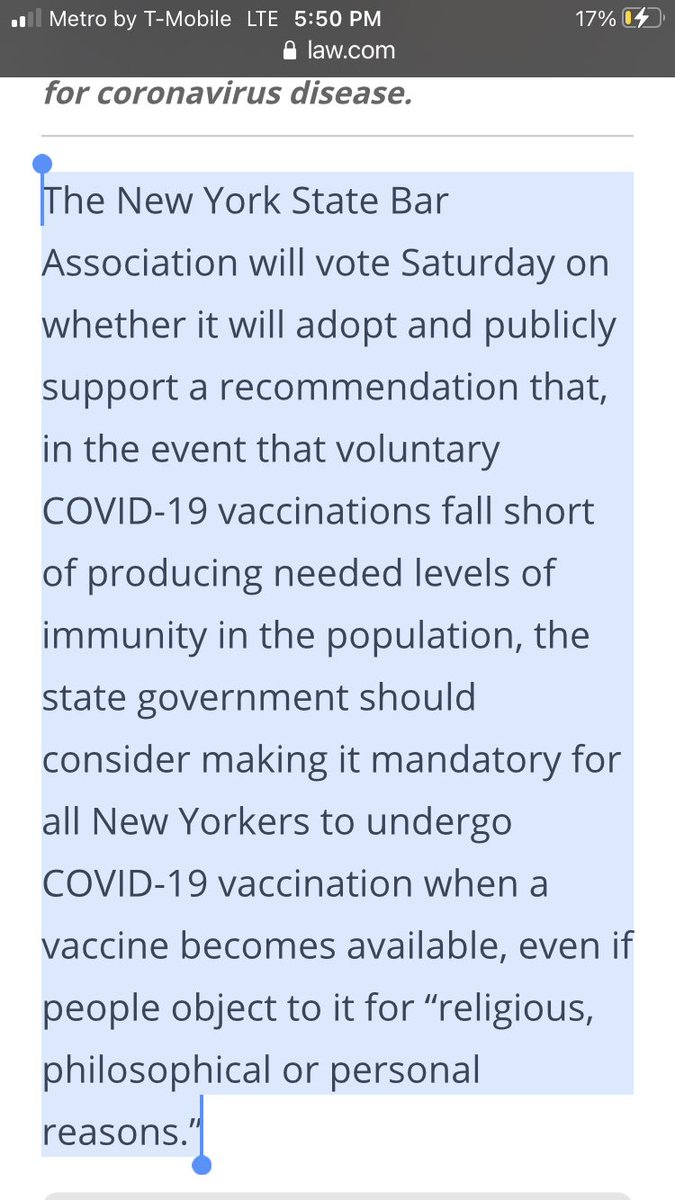 Metro by T-Mobile LTE 5:50 PM 17%
law.com
for coronavirus disease.
The New York State Bar
Association will vote Saturday on
whether it will adopt and publicly
support a recommendation that,
in the event that voluntary
COVID-19 vaccinations fall short
of producing needed levels of
immunity in the population, the
state government should
consider making it mandatory for
all New Yorkers to undergo
COVID-19 vaccination when a
vaccine becomes available, even if
people object to it for “religious,
philosophical or personal
reasons.”